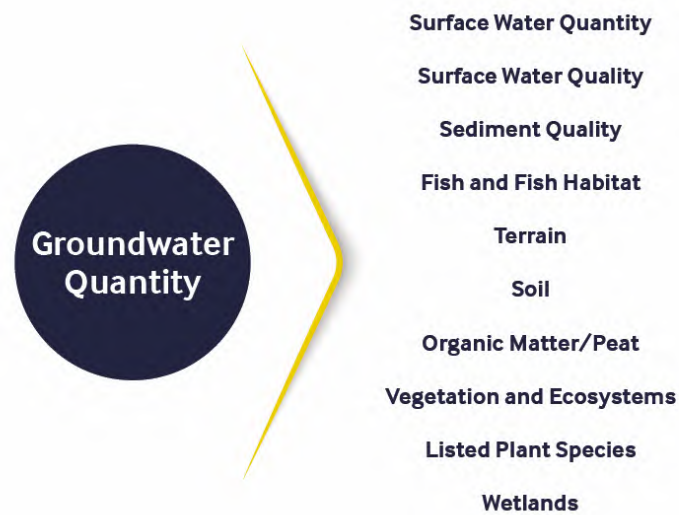 Groundwater
Quantity
Surface Water Quantity
Surface Water Quality
Sediment Quality
Fish and Fish Habitat
Terrain
Soil
Organic Matter/Peat
Vegetation and Ecosystems
Listed Plant Species
Wetlands